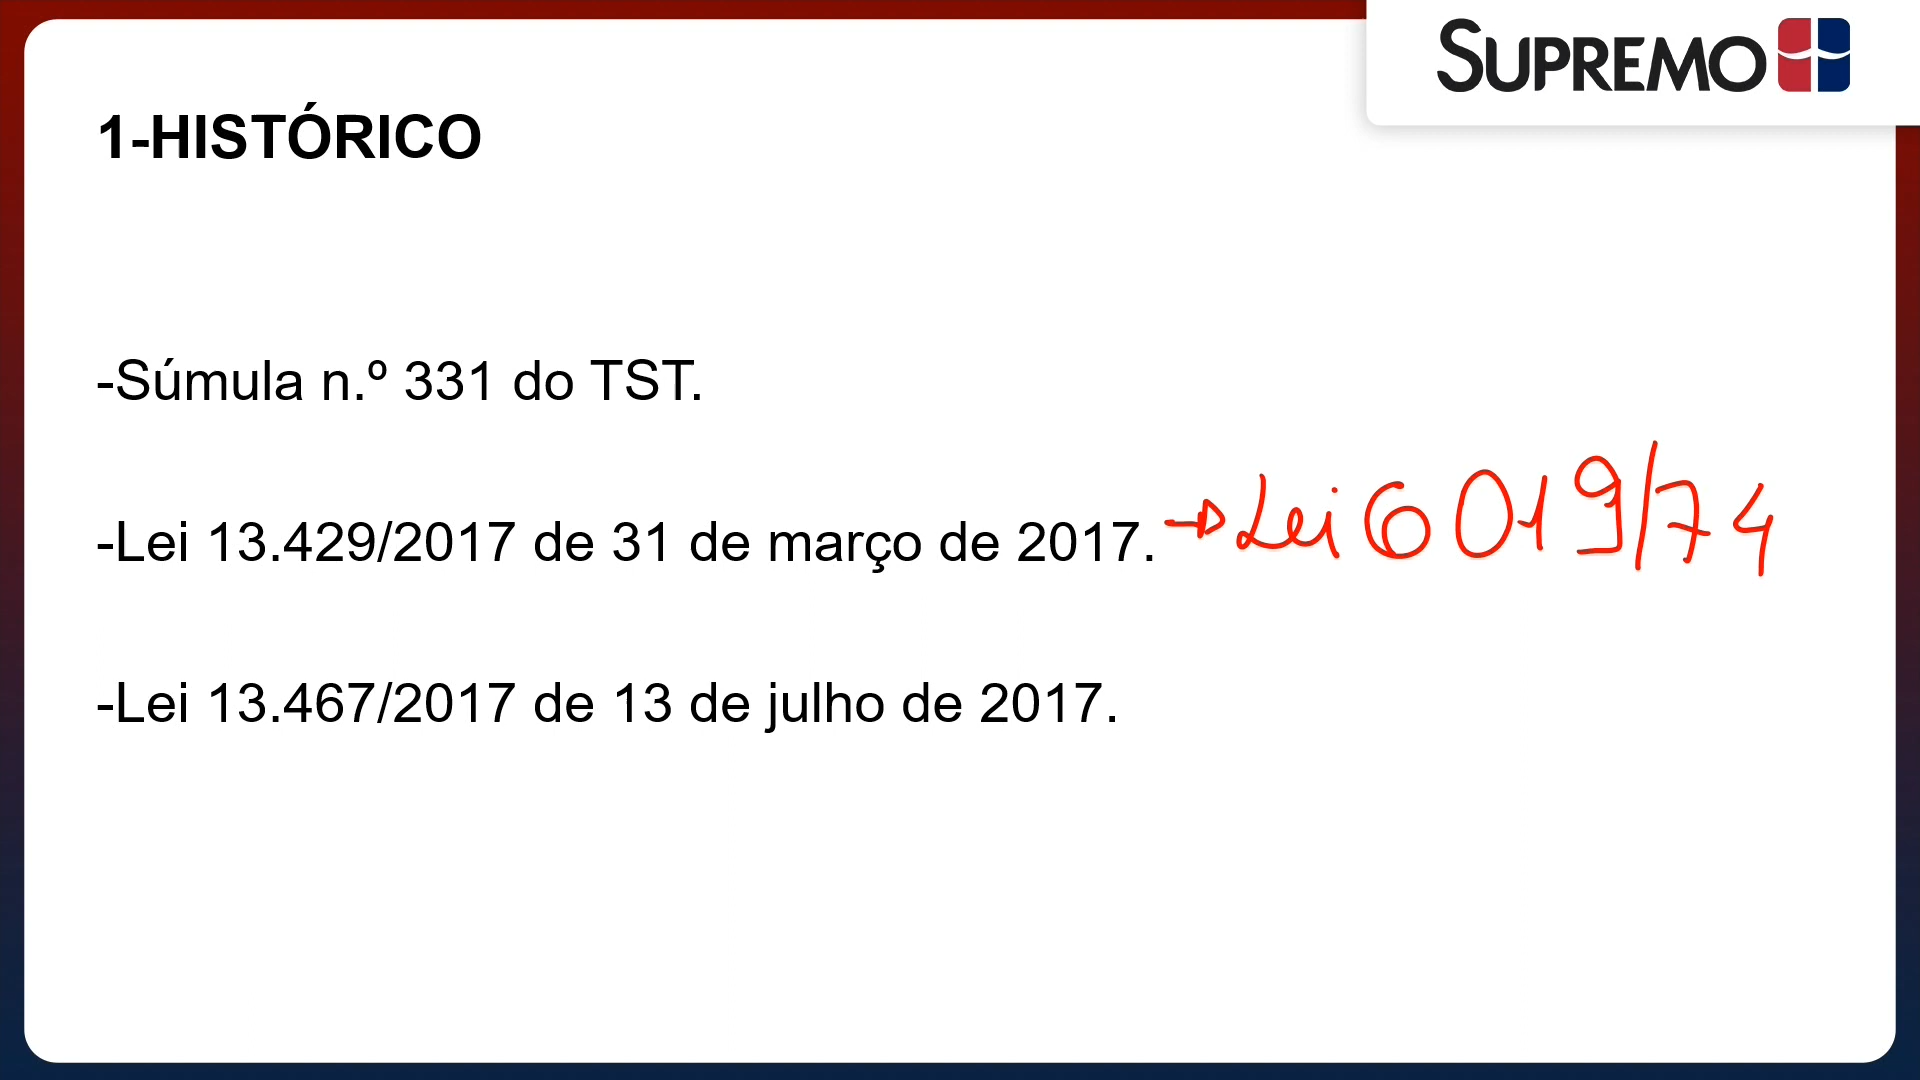 SUPREMO
1-HISTÓRICO
-Súmula n.º 331 do TST.
-Lei 13.429/2017 de 31 de março de 2017. → Lei 6019/74
-Lei 13.467/2017 de 13 de julho de 2017.